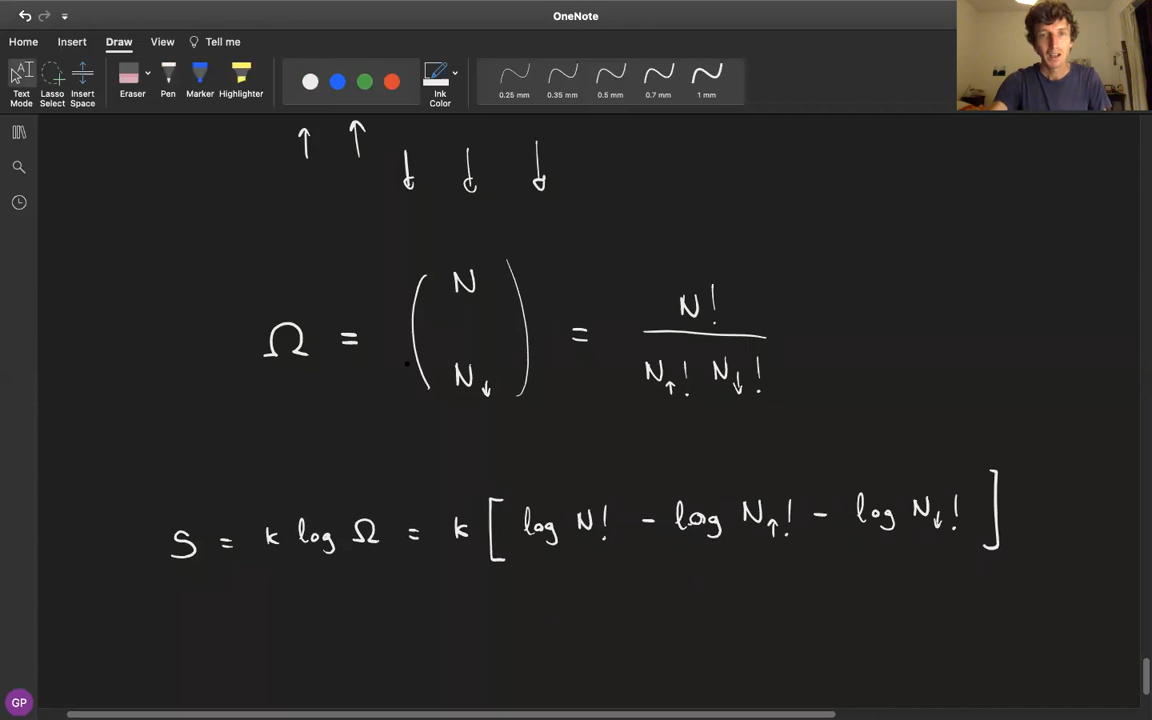 OneNote
Home Insert Draw View Tell me
Text Mode Lasso Select Insert Space Eraser Pen Marker Highlighter Ink Color 0.25 mm 0.35 mm 0.5 mm 0.7 mm 1 mm
↑ ↑ ↓ ↓ ↓
Ω = ( N N↓ ) = N! / N↑! N↓!
S = k log Ω = k [ log N! - log N↑! - log N↓! ]
GP